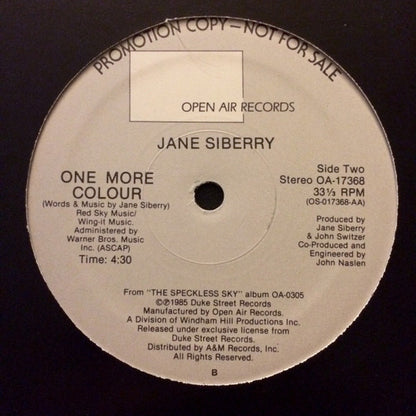 PROMOTION COPY—NOT FOR SALE
OPEN AIR RECORDS
JANE SIBERRY
ONE MORE
COLOUR
(Words & Music by Jane Siberry)
Red Sky Music/
Wing-it Music.
Administered by
Warner Bros. Music
Inc. (ASCAP)
Time: 4:30
Side Two
Stereo OA-17368
33⅓ RPM
(OS-017368-AA)
Produced by
Jane Siberry
& John Switzer
Co-Produced and
Engineered by
John Naslen
From "THE SPECKLESS SKY" album OA-0305
©℗1985 Duke Street Records
Manufactured by Open Air Records.
A Division of Windham Hill Productions Inc.
Released under exclusive license from
Duke Street Records.
Distributed by A&M Records, Inc.
All Rights Reserved.
B